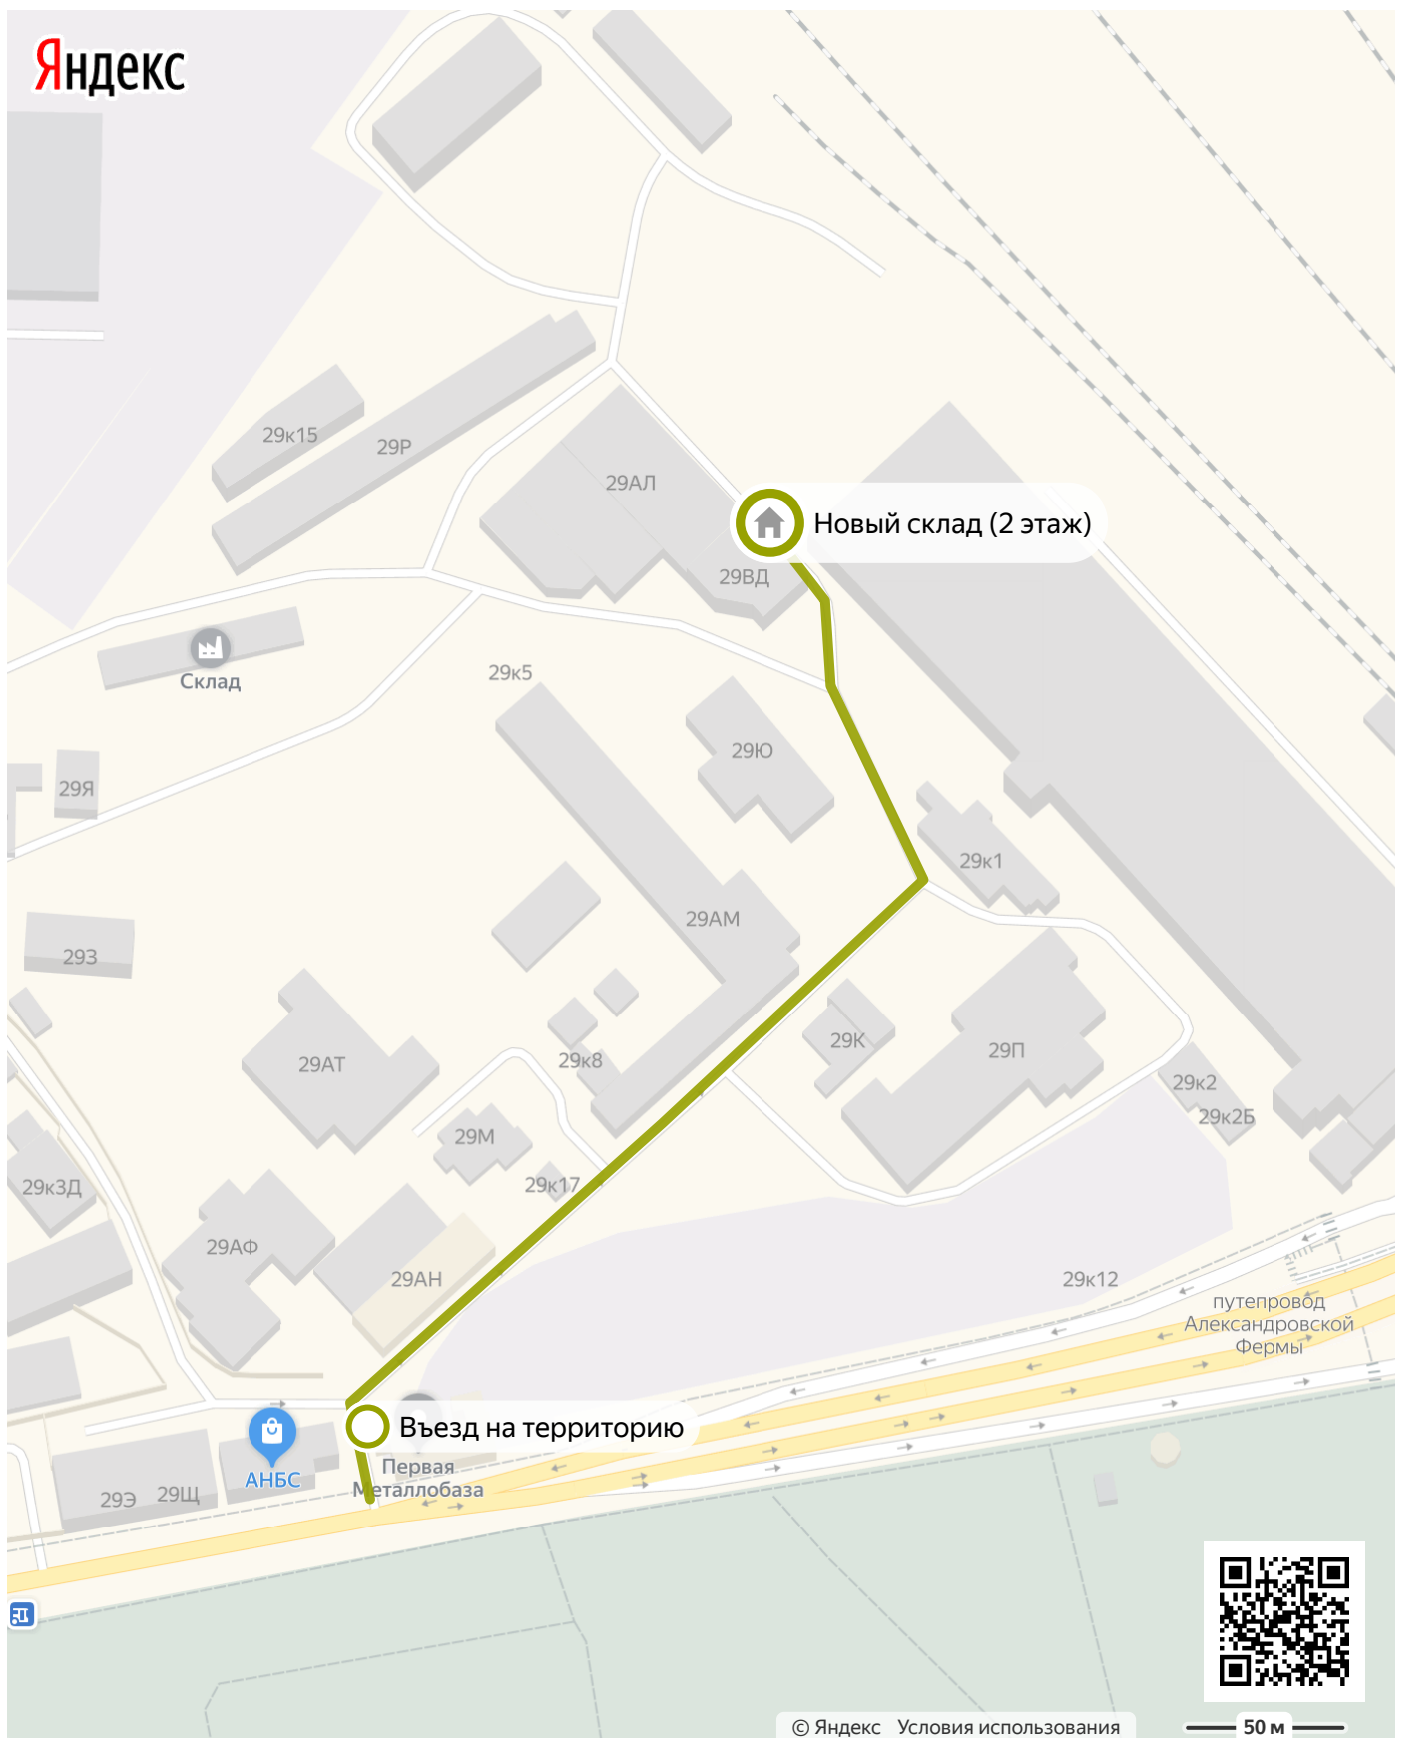 Яндекс
29к15
29Р
29АЛ
Новый склад (2 этаж)
29ВД
Склад
29к5
29Ю
29Я
29к1
29АМ
29З
29К
29П
29АТ
29к8
29к2
29к2Б
29М
29к3Д
29к17
29АФ
29АН
29к12
путепровод
Александровской
Фермы
Въезд на территорию
Первая
Металлобаза
АНБС
29Э
29Щ
© Яндекс Условия использования
50 м